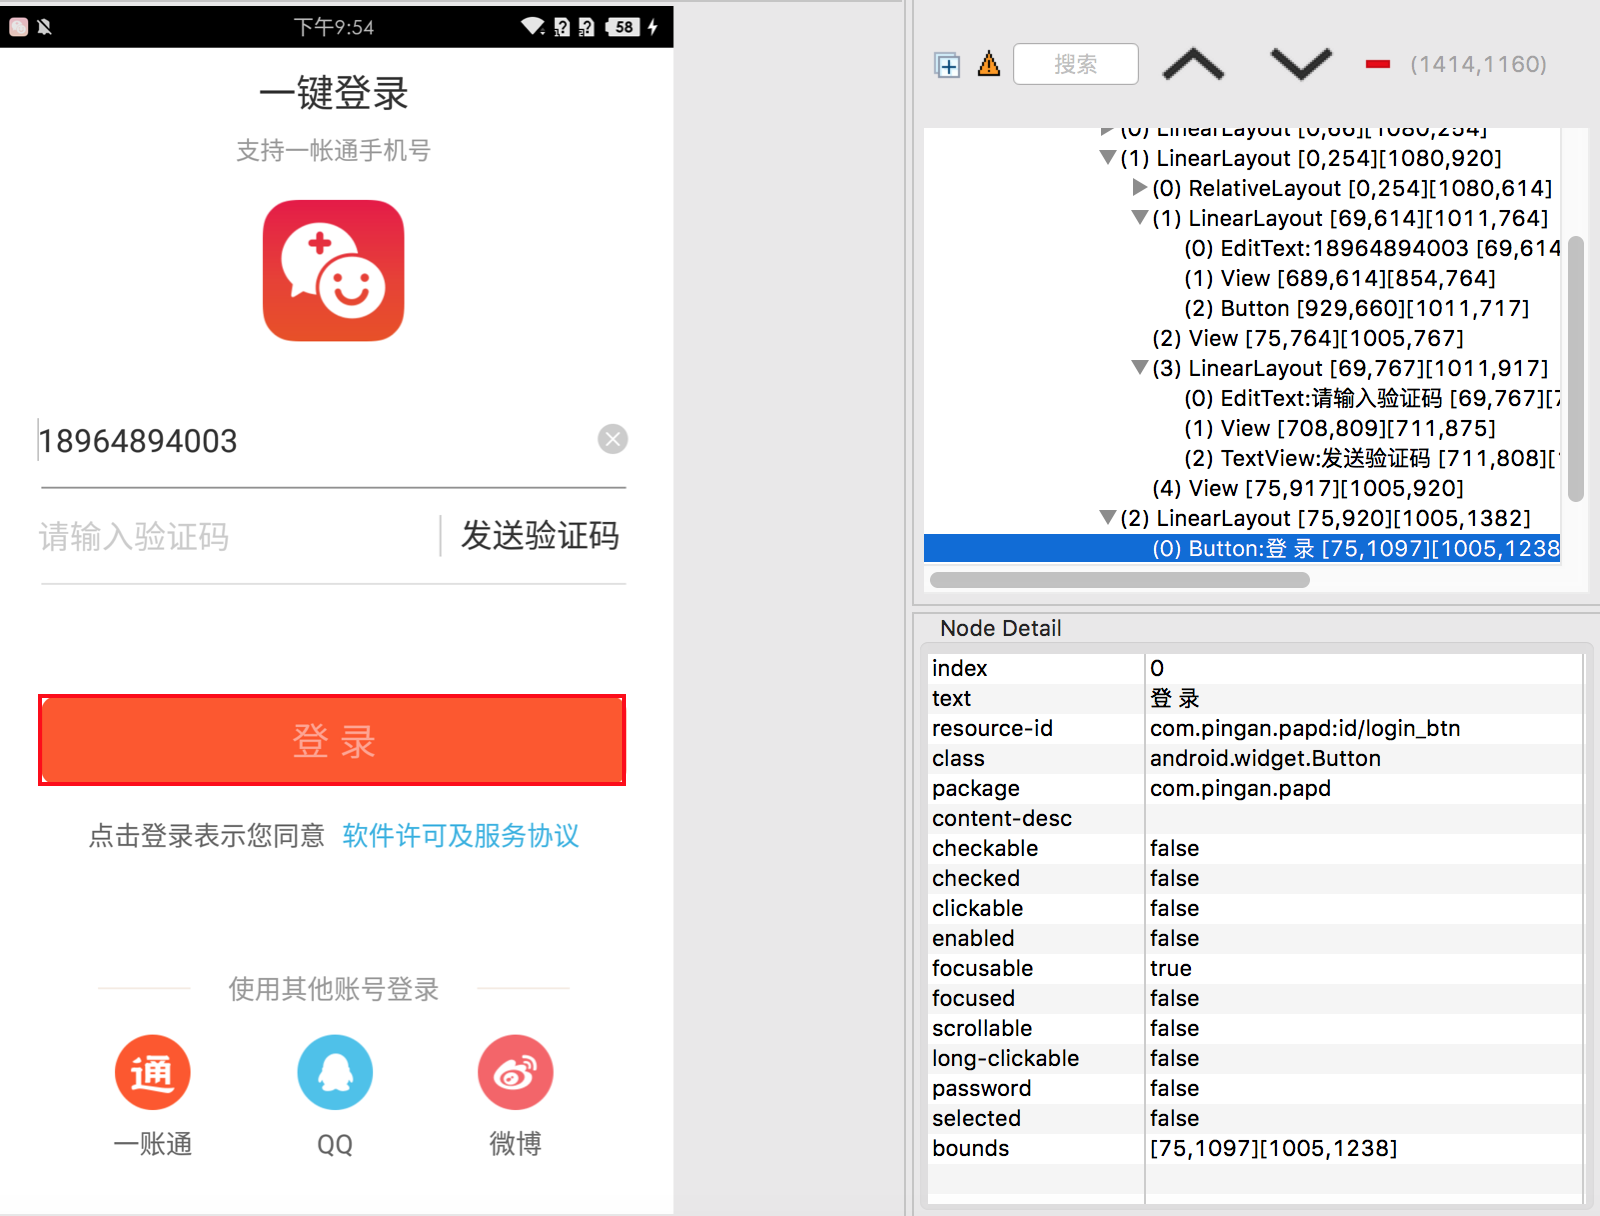 下午9:54
58
一键登录
支持一帐通手机号
18964894003
请输入验证码
发送验证码
登 录
点击登录表示您同意 软件许可及服务协议
使用其他账号登录
通
一账通
QQ
微博
搜索
(1414,1160)
(0) LinearLayout [0,66][1080,254]
(1) LinearLayout [0,254][1080,920]
(0) RelativeLayout [0,254][1080,614]
(1) LinearLayout [69,614][1011,764]
(0) EditText:18964894003 [69,614
(1) View [689,614][854,764]
(2) Button [929,660][1011,717]
(2) View [75,764][1005,767]
(3) LinearLayout [69,767][1011,917]
(0) EditText:请输入验证码 [69,767][7
(1) View [708,809][711,875]
(2) TextView:发送验证码 [711,808][
(4) View [75,917][1005,920]
(2) LinearLayout [75,920][1005,1382]
(0) Button:登 录 [75,1097][1005,1238
Node Detail
index 0
text 登 录
resource-id com.pingan.papd:id/login_btn
class android.widget.Button
package com.pingan.papd
content-desc
checkable false
checked false
clickable false
enabled false
focusable true
focused false
scrollable false
long-clickable false
password false
selected false
bounds [75,1097][1005,1238]